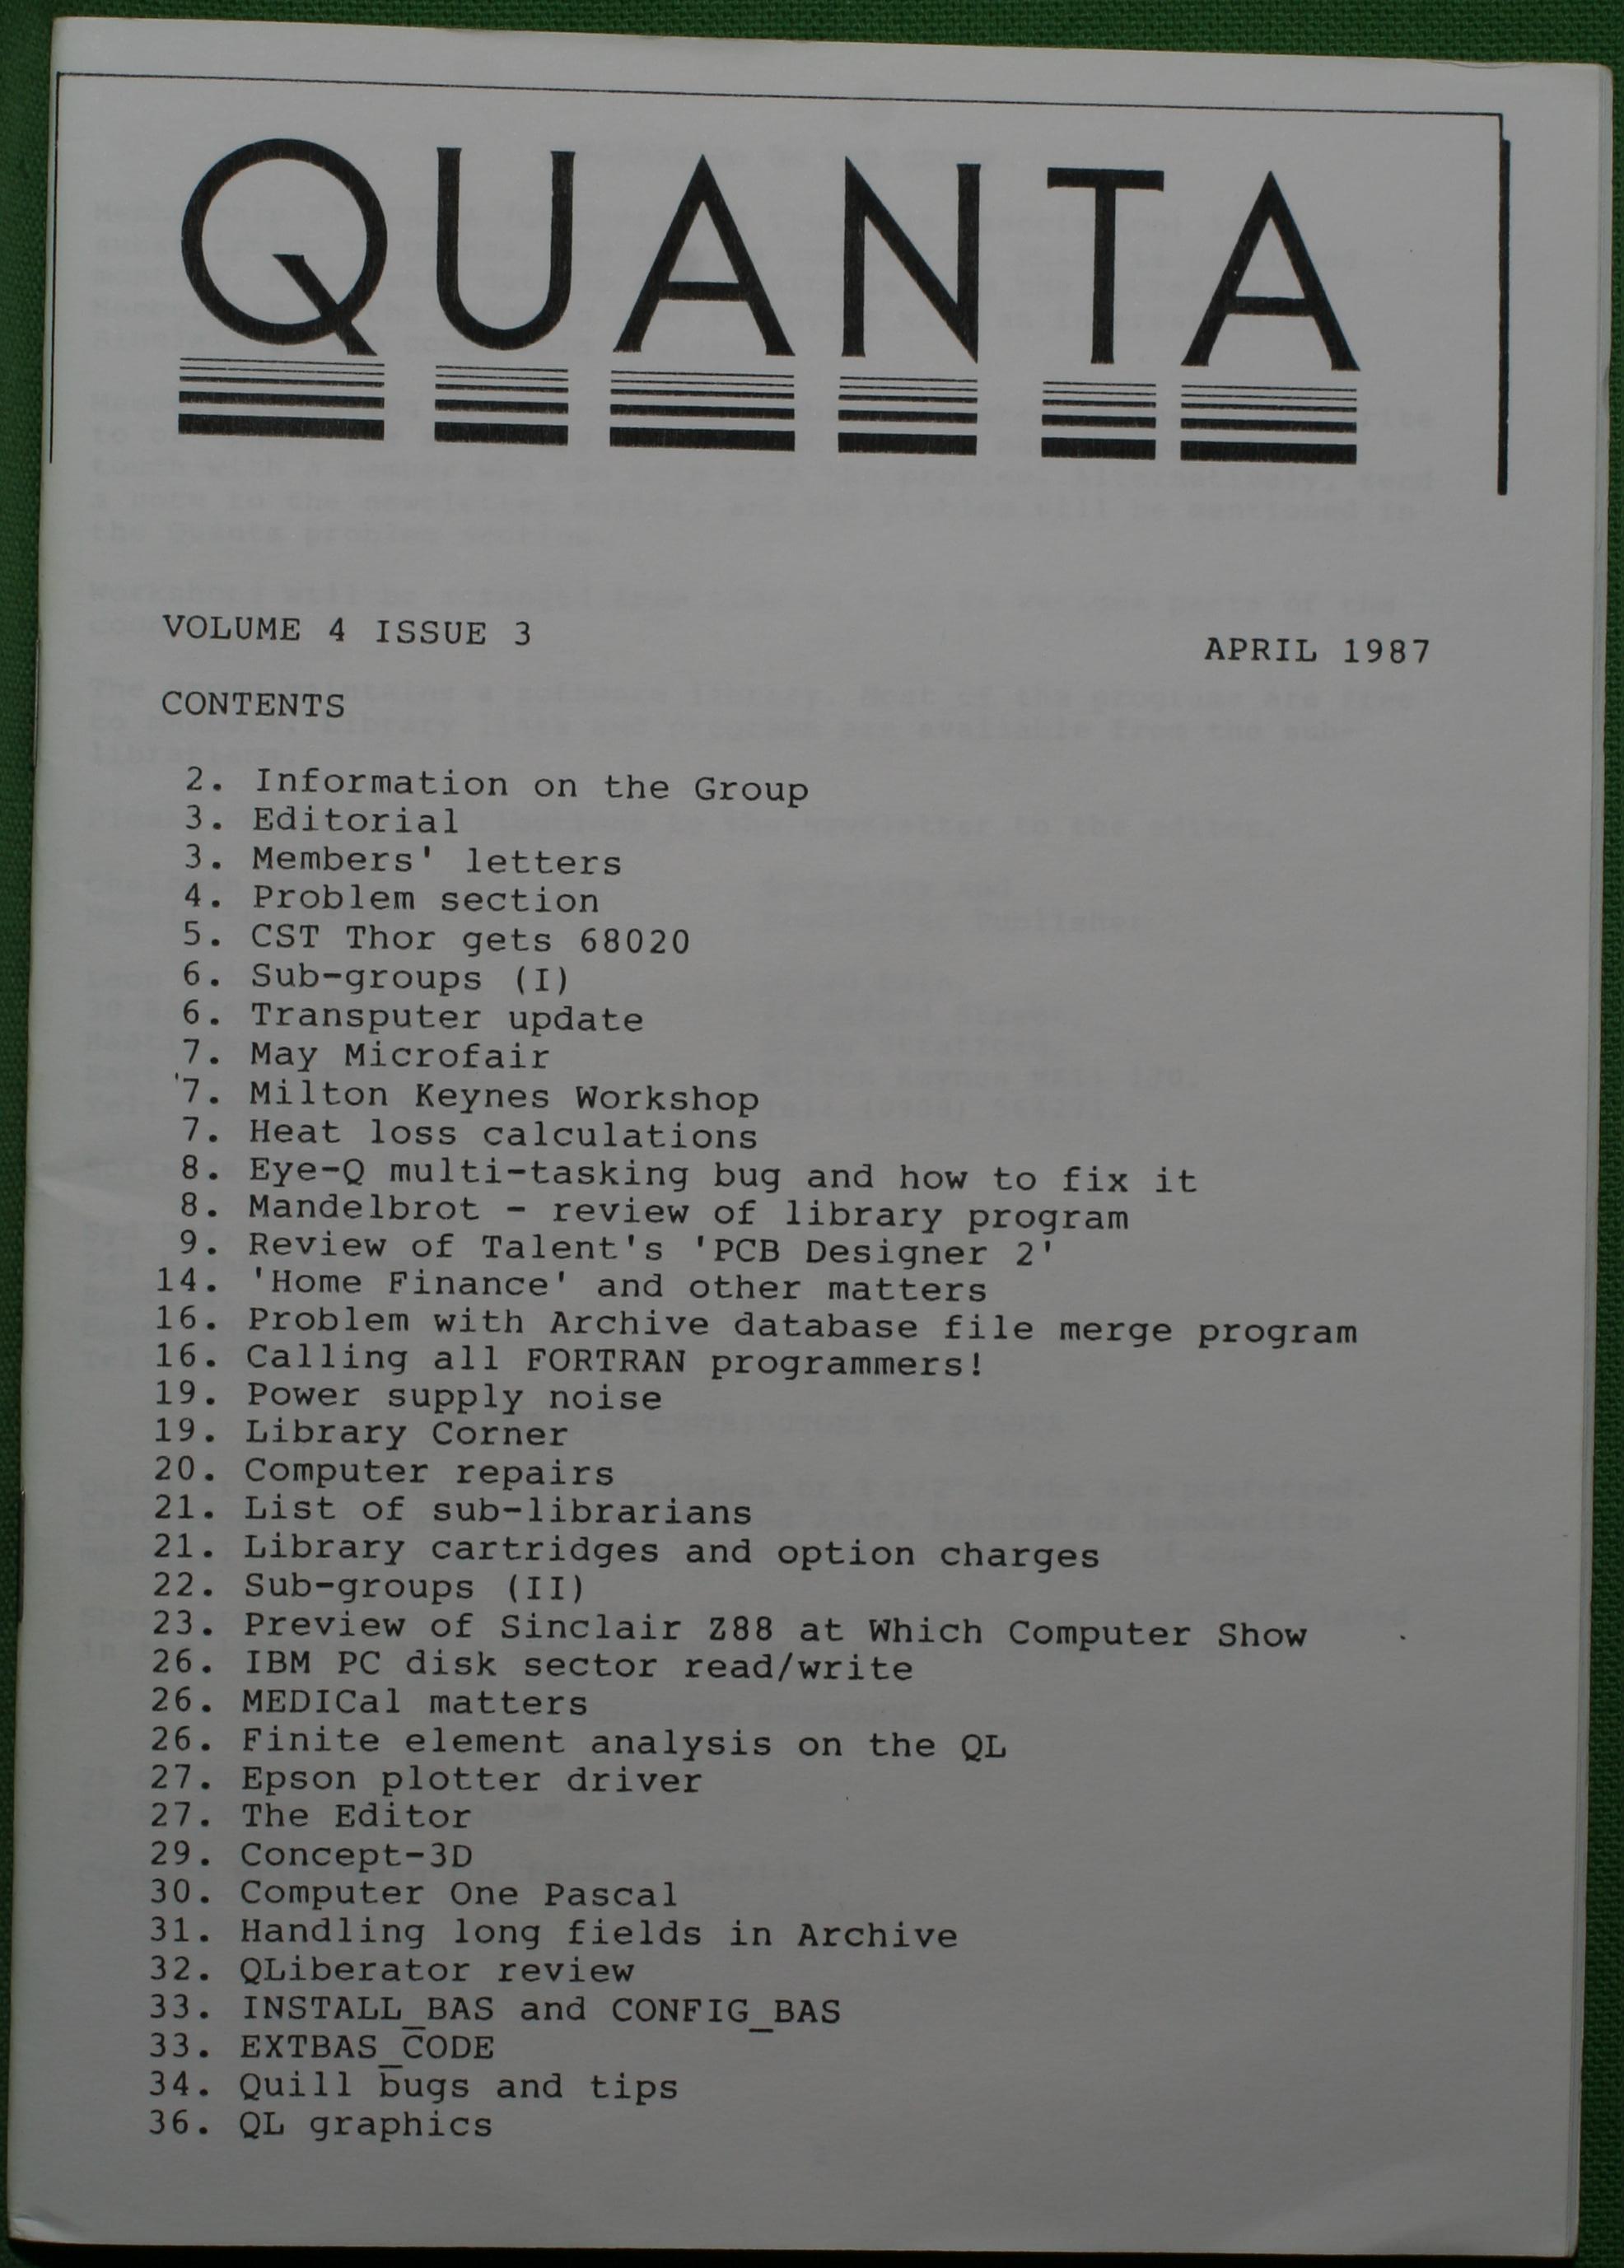 QUANTA
VOLUME 4 ISSUE 3
APRIL 1987
CONTENTS
2. Information on the Group
3. Editorial
3. Members' letters
4. Problem section
5. CST Thor gets 68020
6. Sub-groups (I)
6. Transputer update
7. May Microfair
'7. Milton Keynes Workshop
7. Heat loss calculations
8. Eye-Q multi-tasking bug and how to fix it
8. Mandelbrot - review of library program
9. Review of Talent's 'PCB Designer 2'
14. 'Home Finance' and other matters
16. Problem with Archive database file merge program
16. Calling all FORTRAN programmers!
19. Power supply noise
19. Library Corner
20. Computer repairs
21. List of sub-librarians
21. Library cartridges and option charges
22. Sub-groups (II)
23. Preview of Sinclair Z88 at Which Computer Show
26. IBM PC disk sector read/write
26. MEDICal matters
26. Finite element analysis on the QL
27. Epson plotter driver
27. The Editor
29. Concept-3D
30. Computer One Pascal
31. Handling long fields in Archive
32. QLiberator review
33. INSTALL_BAS and CONFIG_BAS
33. EXTBAS_CODE
34. Quill bugs and tips
36. QL graphics